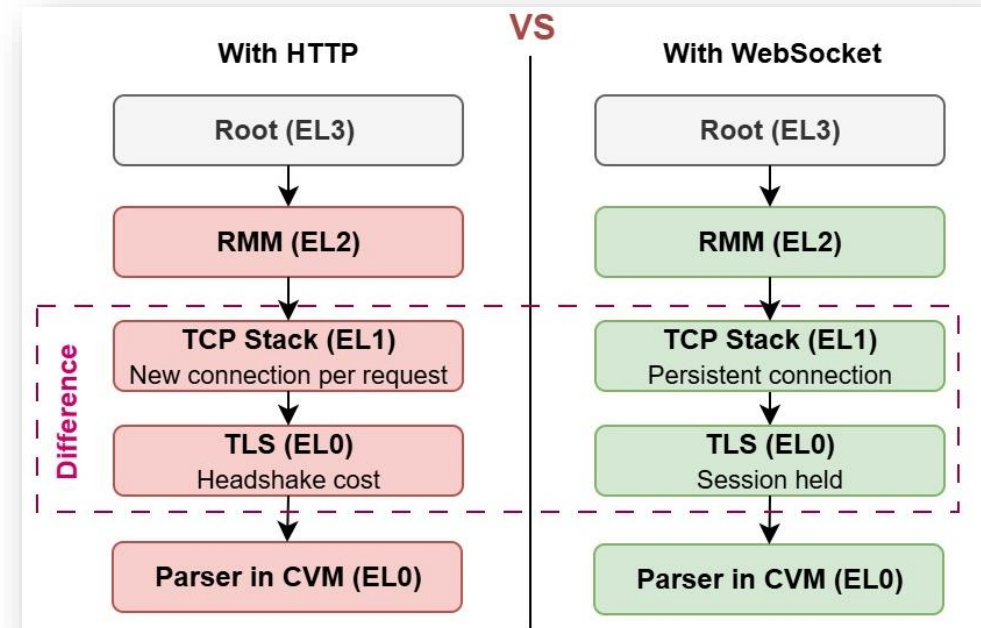 VS
With HTTP
With WebSocket
Root (EL3)
Root (EL3)
RMM (EL2)
RMM (EL2)
Difference
TCP Stack (EL1)
New connection per request
TCP Stack (EL1)
Persistent connection
TLS (EL0)
Headshake cost
TLS (EL0)
Session held
Parser in CVM (EL0)
Parser in CVM (EL0)